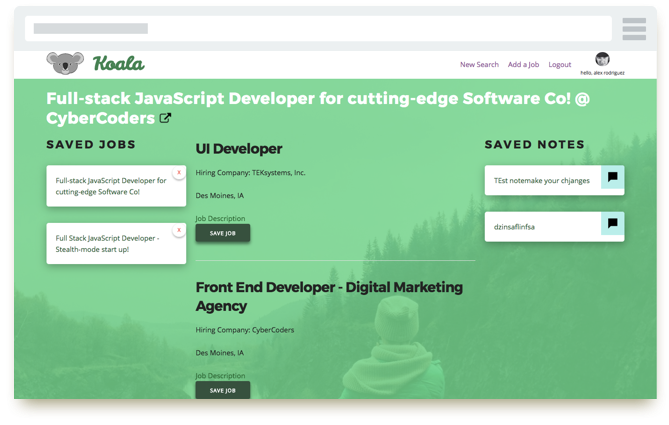 Koala
New Search
Add a Job
Logout
hello, alex rodriguez
Full-stack JavaScript Developer for cutting-edge Software Co! @
CyberCoders
SAVED JOBS
Full-stack JavaScript Developer for
cutting-edge Software Co!
x
Full Stack JavaScript Developer -
Stealth-mode start up!
x
UI Developer
Hiring Company: TEKsystems, Inc.
Des Moines, IA
Job Description
SAVE JOB
Front End Developer - Digital Marketing
Agency
Hiring Company: CyberCoders
Des Moines, IA
Job Description
SAVE JOB
SAVED NOTES
TEst notemake your chjanges
dzinsaflinfsa